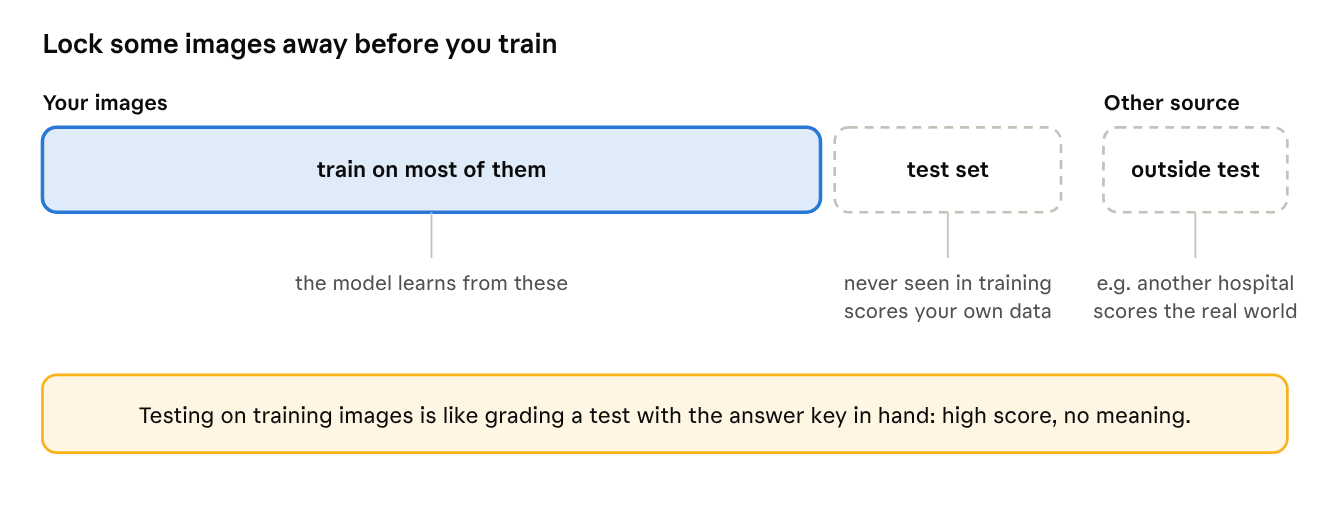 Lock some images away before you train
Your images
Other source
train on most of them
test set
outside test
the model learns from these
never seen in training
scores your own data
e.g. another hospital
scores the real world
Testing on training images is like grading a test with the answer key in hand: high score, no meaning.